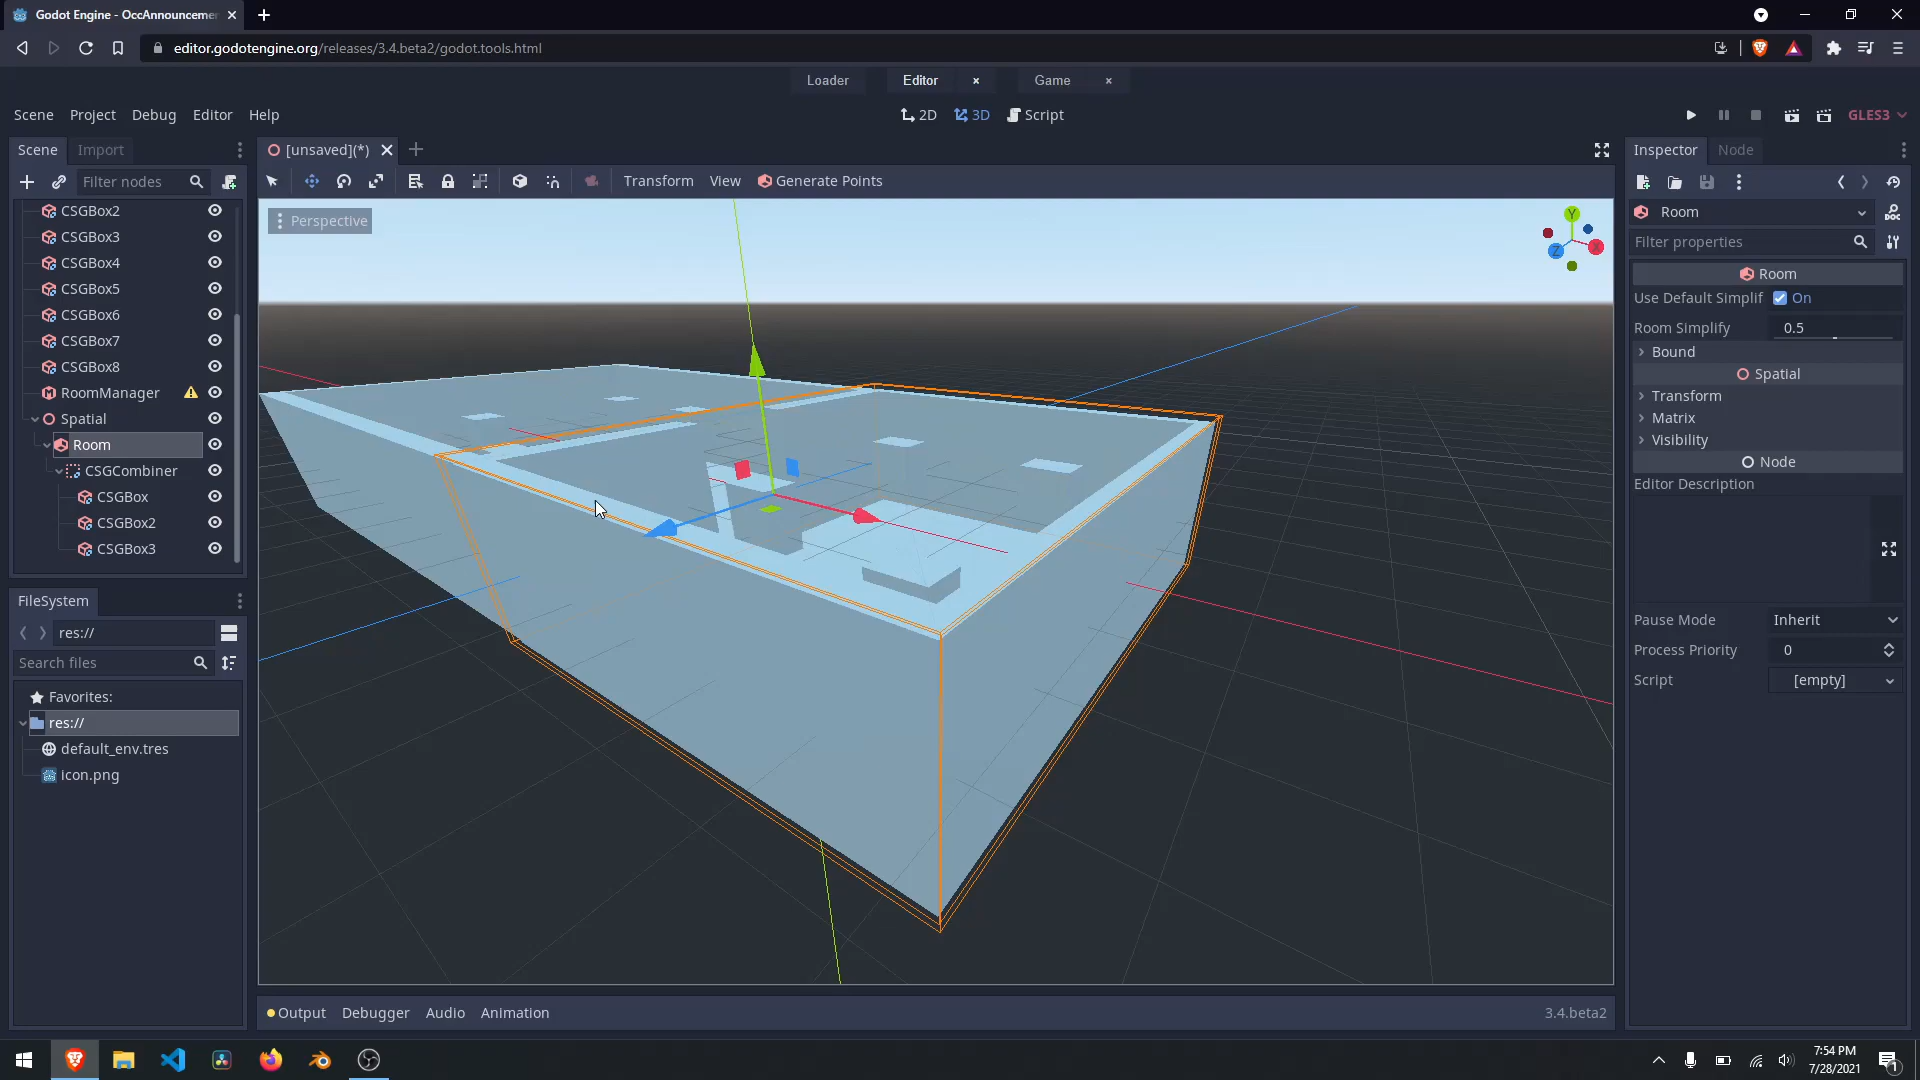 Godot Engine - OccAnnouncemen
editor.godotengine.org/releases/3.4.beta2/godot.tools.html
Loader
Editor
Game
Scene Project Debug Editor Help
2D 3D Script
GLES3
Scene Import
[unsaved](*)
Inspector Node
Filter nodes
Transform View Generate Points
CSGBox2
CSGBox3
CSGBox4
CSGBox5
CSGBox6
CSGBox7
CSGBox8
RoomManager
Spatial
Room
CSGCombiner
CSGBox
CSGBox2
CSGBox3
Perspective
Y
X
Z
Room
Filter properties
Room
Use Default Simplif On
Room Simplify 0.5
Bound
Spatial
Transform
Matrix
Visibility
Node
Editor Description
Pause Mode Inherit
Process Priority 0
Script [empty]
FileSystem
res://
Search files
Favorites:
res://
default_env.tres
icon.png
Output Debugger Audio Animation
3.4.beta2
7:54 PM
7/28/2021
1